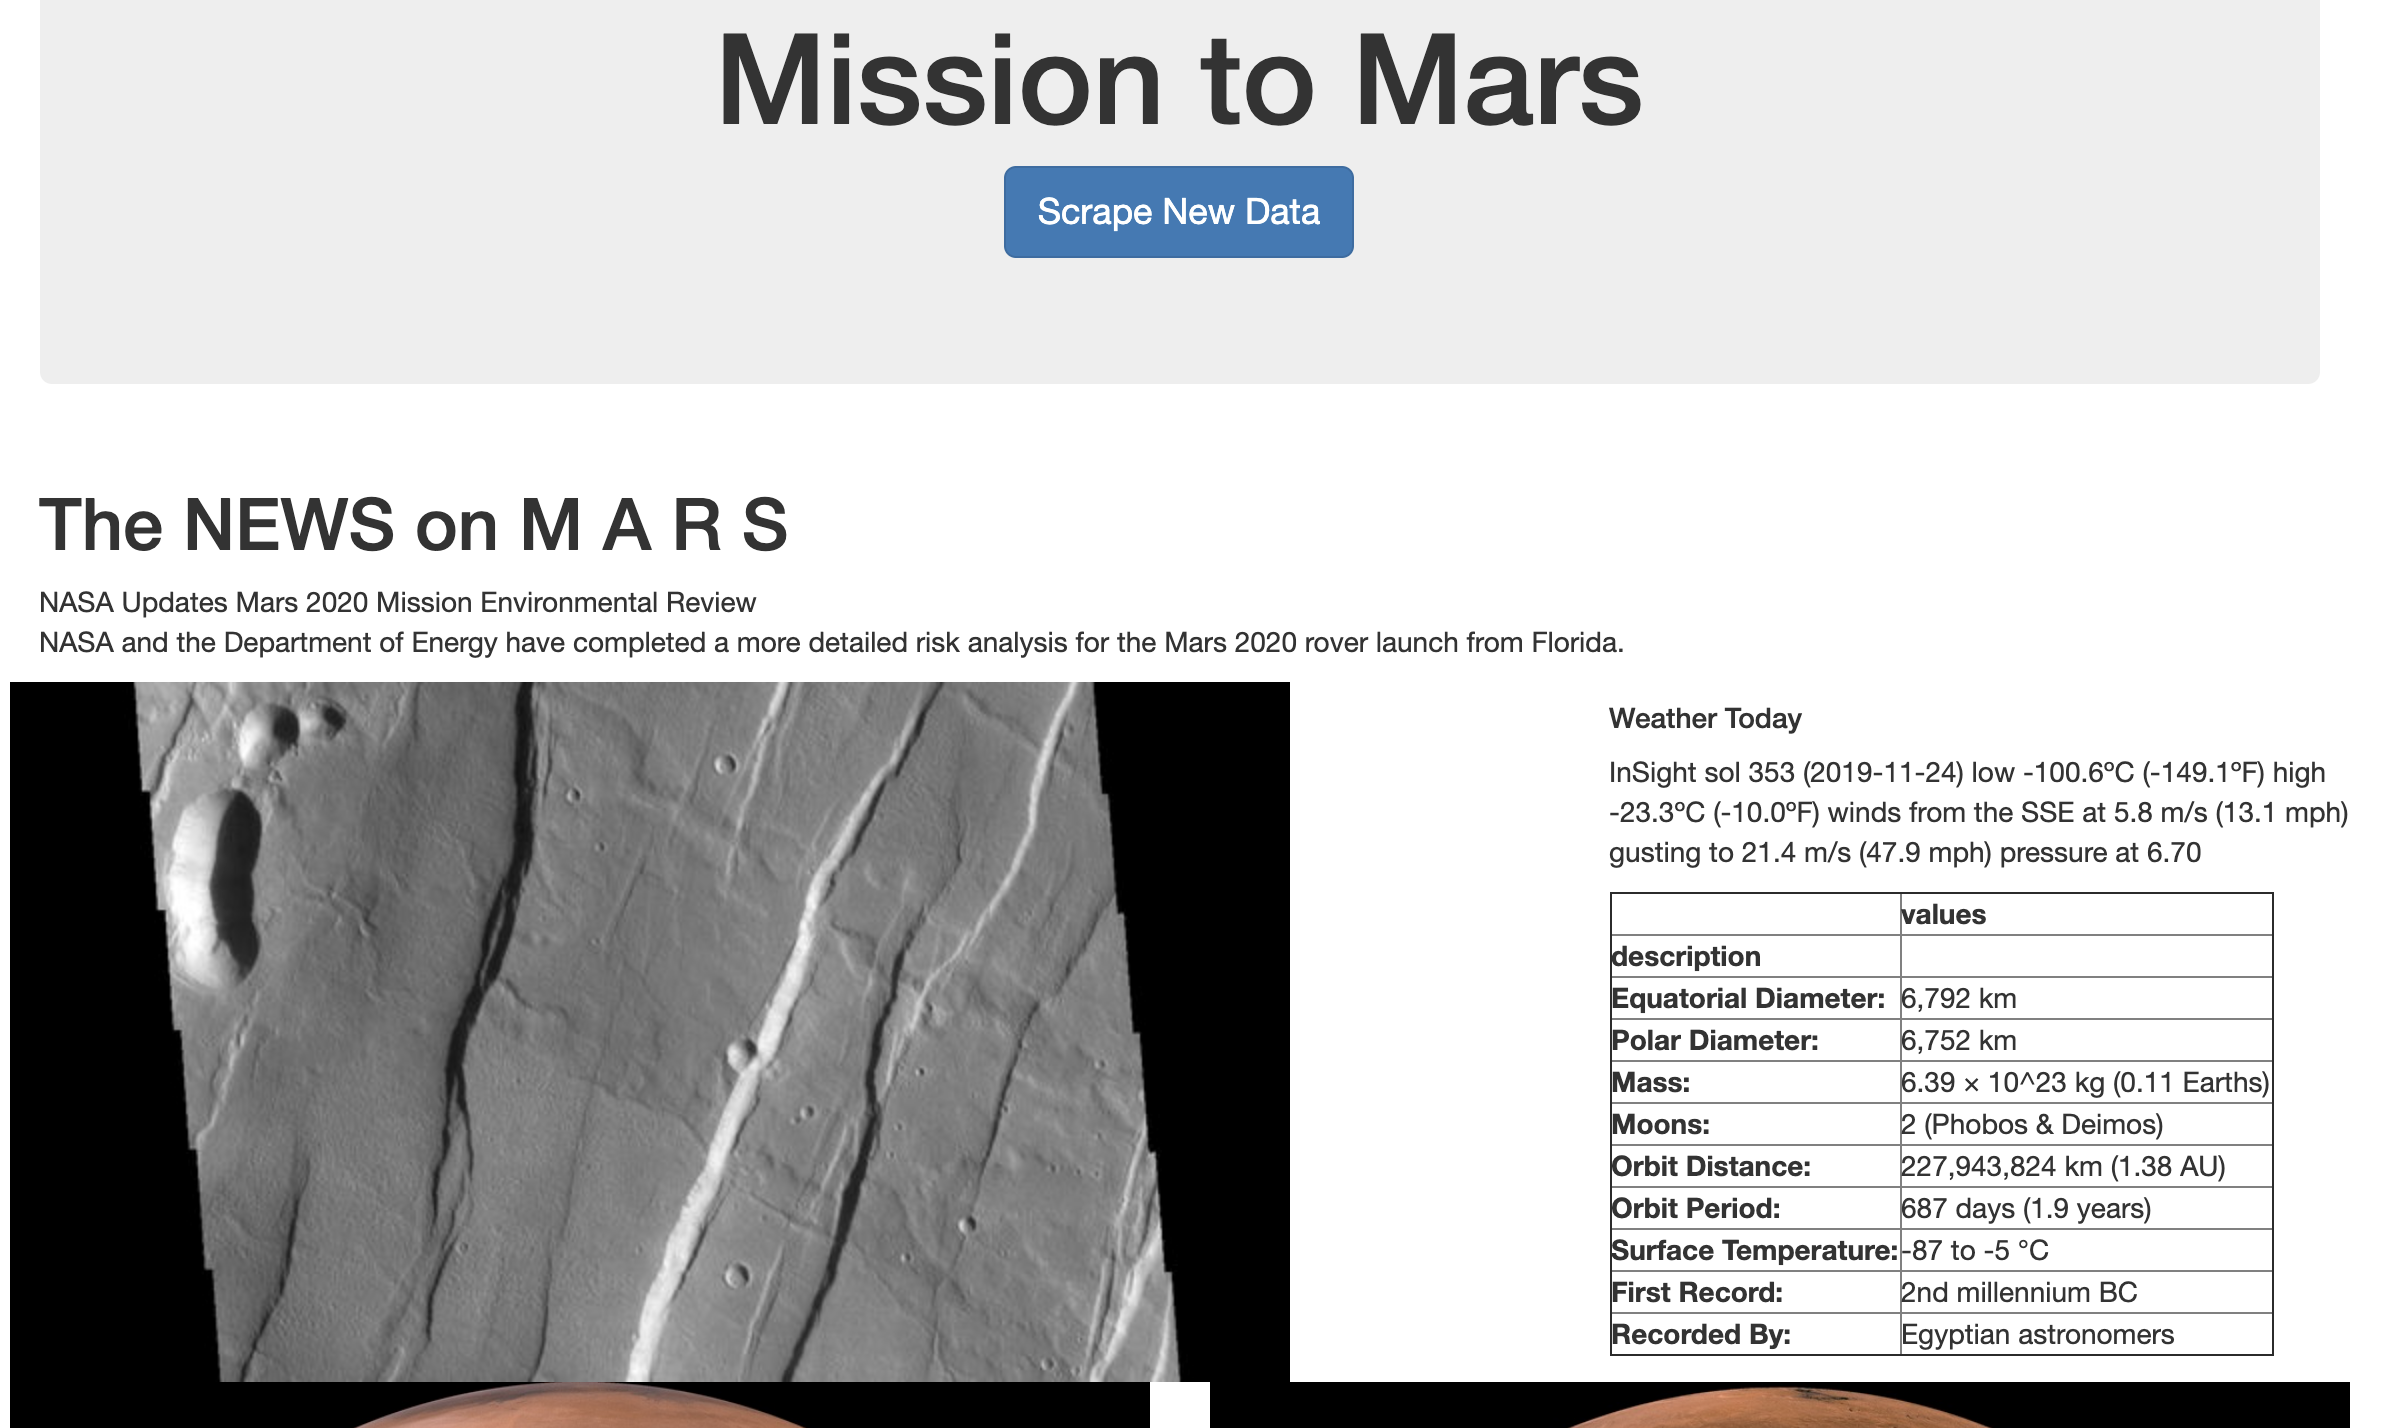 Mission to Mars
Scrape New Data
The NEWS on M A R S
NASA Updates Mars 2020 Mission Environmental Review
NASA and the Department of Energy have completed a more detailed risk analysis for the Mars 2020 rover launch from Florida.
Weather Today
InSight sol 353 (2019-11-24) low -100.6ºC (-149.1ºF) high
-23.3ºC (-10.0ºF) winds from the SSE at 5.8 m/s (13.1 mph)
gusting to 21.4 m/s (47.9 mph) pressure at 6.70
values
description
Equatorial Diameter: 6,792 km
Polar Diameter: 6,752 km
Mass: 6.39 × 10^23 kg (0.11 Earths)
Moons: 2 (Phobos & Deimos)
Orbit Distance: 227,943,824 km (1.38 AU)
Orbit Period: 687 days (1.9 years)
Surface Temperature: -87 to -5 °C
First Record: 2nd millennium BC
Recorded By: Egyptian astronomers